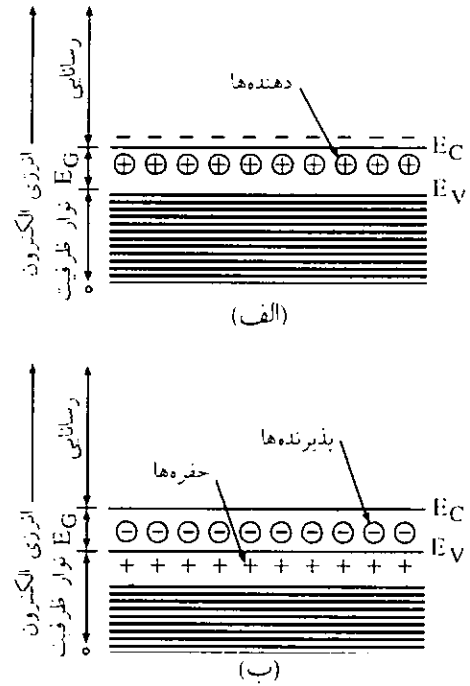 رسانایی
دهنده‌ها
E_C
E_G
E_V
انرژی الکترون
نوار ظرفیت
○
(الف)
رسانایی
پذیرنده‌ها
حفره‌ها
E_C
E_G
E_V
انرژی الکترون
نوار ظرفیت
○
(ب)